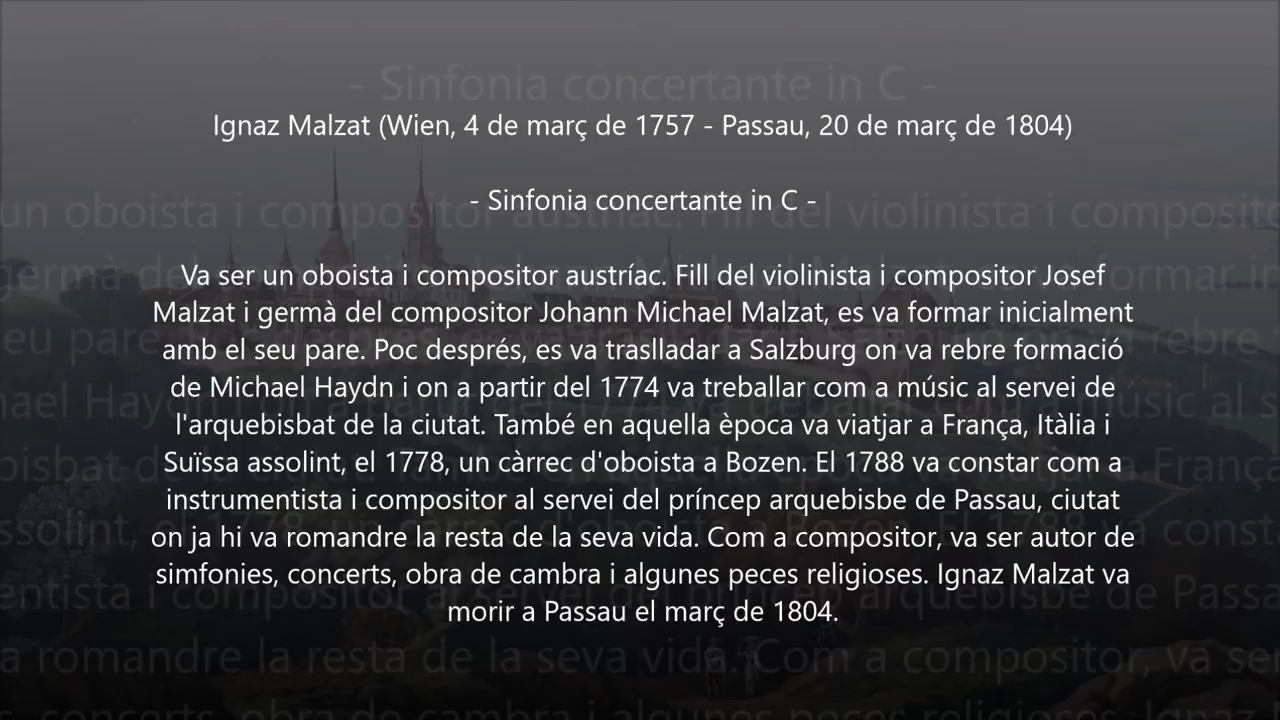 - Sinfonia concertante in C -
Ignaz Malzat (Wien, 4 de març de 1757 - Passau, 20 de març de 1804)
- Sinfonia concertante in C -
Va ser un oboista i compositor austríac. Fill del violinista i compositor Josef
Malzat i germà del compositor Johann Michael Malzat, es va formar inicialment
amb el seu pare. Poc després, es va traslladar a Salzburg on va rebre formació
de Michael Haydn i on a partir del 1774 va treballar com a músic al servei de
l'arquebisbat de la ciutat. També en aquella època va viatjar a França, Itàlia i
Suïssa assolint, el 1778, un càrrec d'oboista a Bozen. El 1788 va constar com a
instrumentista i compositor al servei del príncep arquebisbe de Passau, ciutat
on ja hi va romandre la resta de la seva vida. Com a compositor, va ser autor de
simfonies, concerts, obra de cambra i algunes peces religioses. Ignaz Malzat va
morir a Passau el març de 1804.